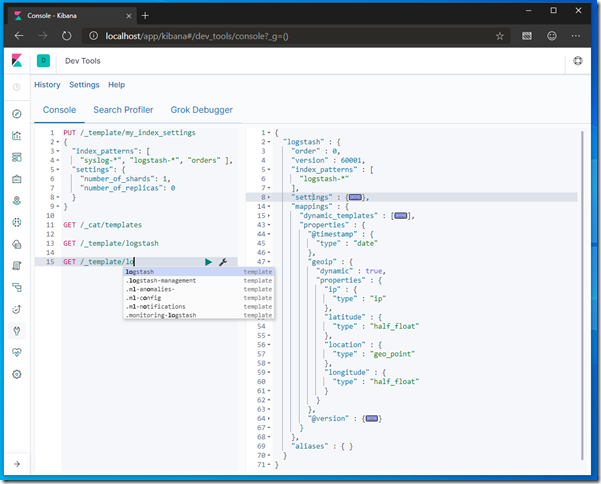 Console - Kibana
localhost/app/kibana#/dev_tools/console?_g=()
D Dev Tools
History Settings Help
Console Search Profiler Grok Debugger
1 PUT /_template/my_index_settings
2 {
3 "index_patterns": [
4 "syslog-*", "logstash-*", "orders" ],
5 "settings": {
6 "number_of_shards": 1,
7 "number_of_replicas": 0
8 }
9 }
10
11 GET /_cat/templates
12
13 GET /_template/logstash
14
15 GET /_template/lo
logstash template
.logstash-management template
.ml-anomalies- template
.ml-config template
.ml-notifications template
.monitoring-logstash template
1 {
2 "logstash" : {
3 "order" : 0,
4 "version" : 60001,
5 "index_patterns" : [
6 "logstash-*"
7 ],
8 "settings" : {},
14 "mappings" : {
15 "dynamic_templates" : [],
42 "properties" : {
43 "@timestamp" : {
44 "type" : "date"
45 },
46 "geoip" : {
47 "dynamic" : true,
48 "properties" : {
49 "ip" : {
50 "type" : "ip"
51 },
52 "latitude" : {
53 "type" : "half_float"
54 },
55 "location" : {
56 "type" : "geo_point"
57 },
58 "longitude" : {
59 "type" : "half_float"
60 }
61 }
62 },
63 "@version" : {}
67 }
68 },
69 "aliases" : { }
70 }
71 }